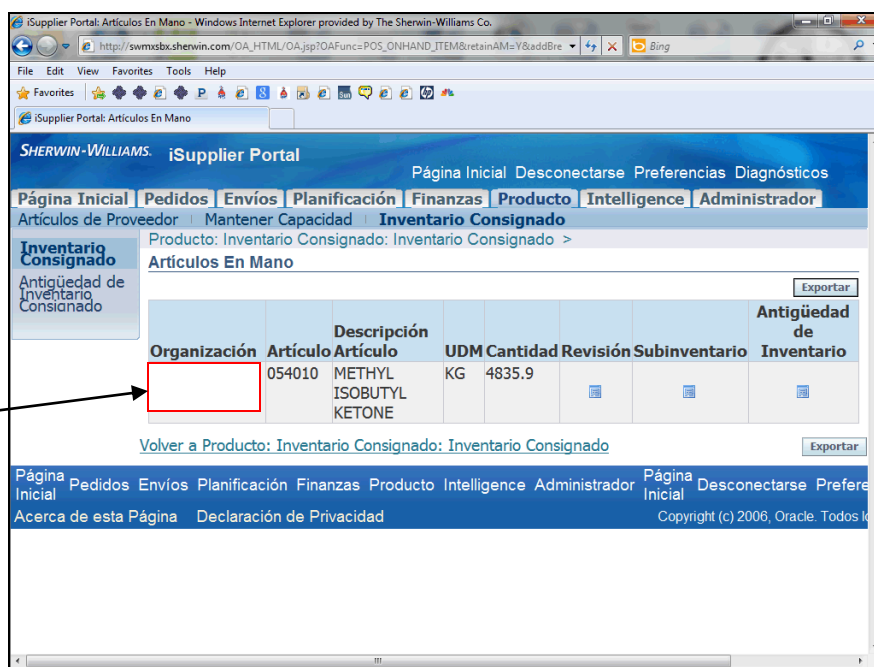 iSupplier Portal: Artículos En Mano - Windows Internet Explorer provided by The Sherwin-Williams Co.
http://swmxsbx.sherwin.com/OA_HTML/OA.jsp?OAFunc=POS_ONHAND_ITEM&retainAM=Y&addBre
Bing
File Edit View Favorites Tools Help
Favorites
iSupplier Portal: Artículos En Mano
SHERWIN-WILLIAMS. iSupplier Portal
Página Inicial Desconectarse Preferencias Diagnósticos
Página Inicial Pedidos Envíos Planificación Finanzas Producto Intelligence Administrador
Artículos de Proveedor | Mantener Capacidad | Inventario Consignado
Inventario
Consignado
Antigüedad de
Inventario
Consignado
Producto: Inventario Consignado: Inventario Consignado >
Artículos En Mano
Exportar
Organización Artículo Descripción Artículo UDM Cantidad Revisión Subinventario Antigüedad de Inventario
054010 METHYL KG 4835.9
ISOBUTYL
KETONE
Volver a Producto: Inventario Consignado: Inventario Consignado
Exportar
Página Inicial Pedidos Envíos Planificación Finanzas Producto Intelligence Administrador Página Inicial Desconectarse Prefere
Acerca de esta Página Declaración de Privacidad Copyright (c) 2006, Oracle. Todos